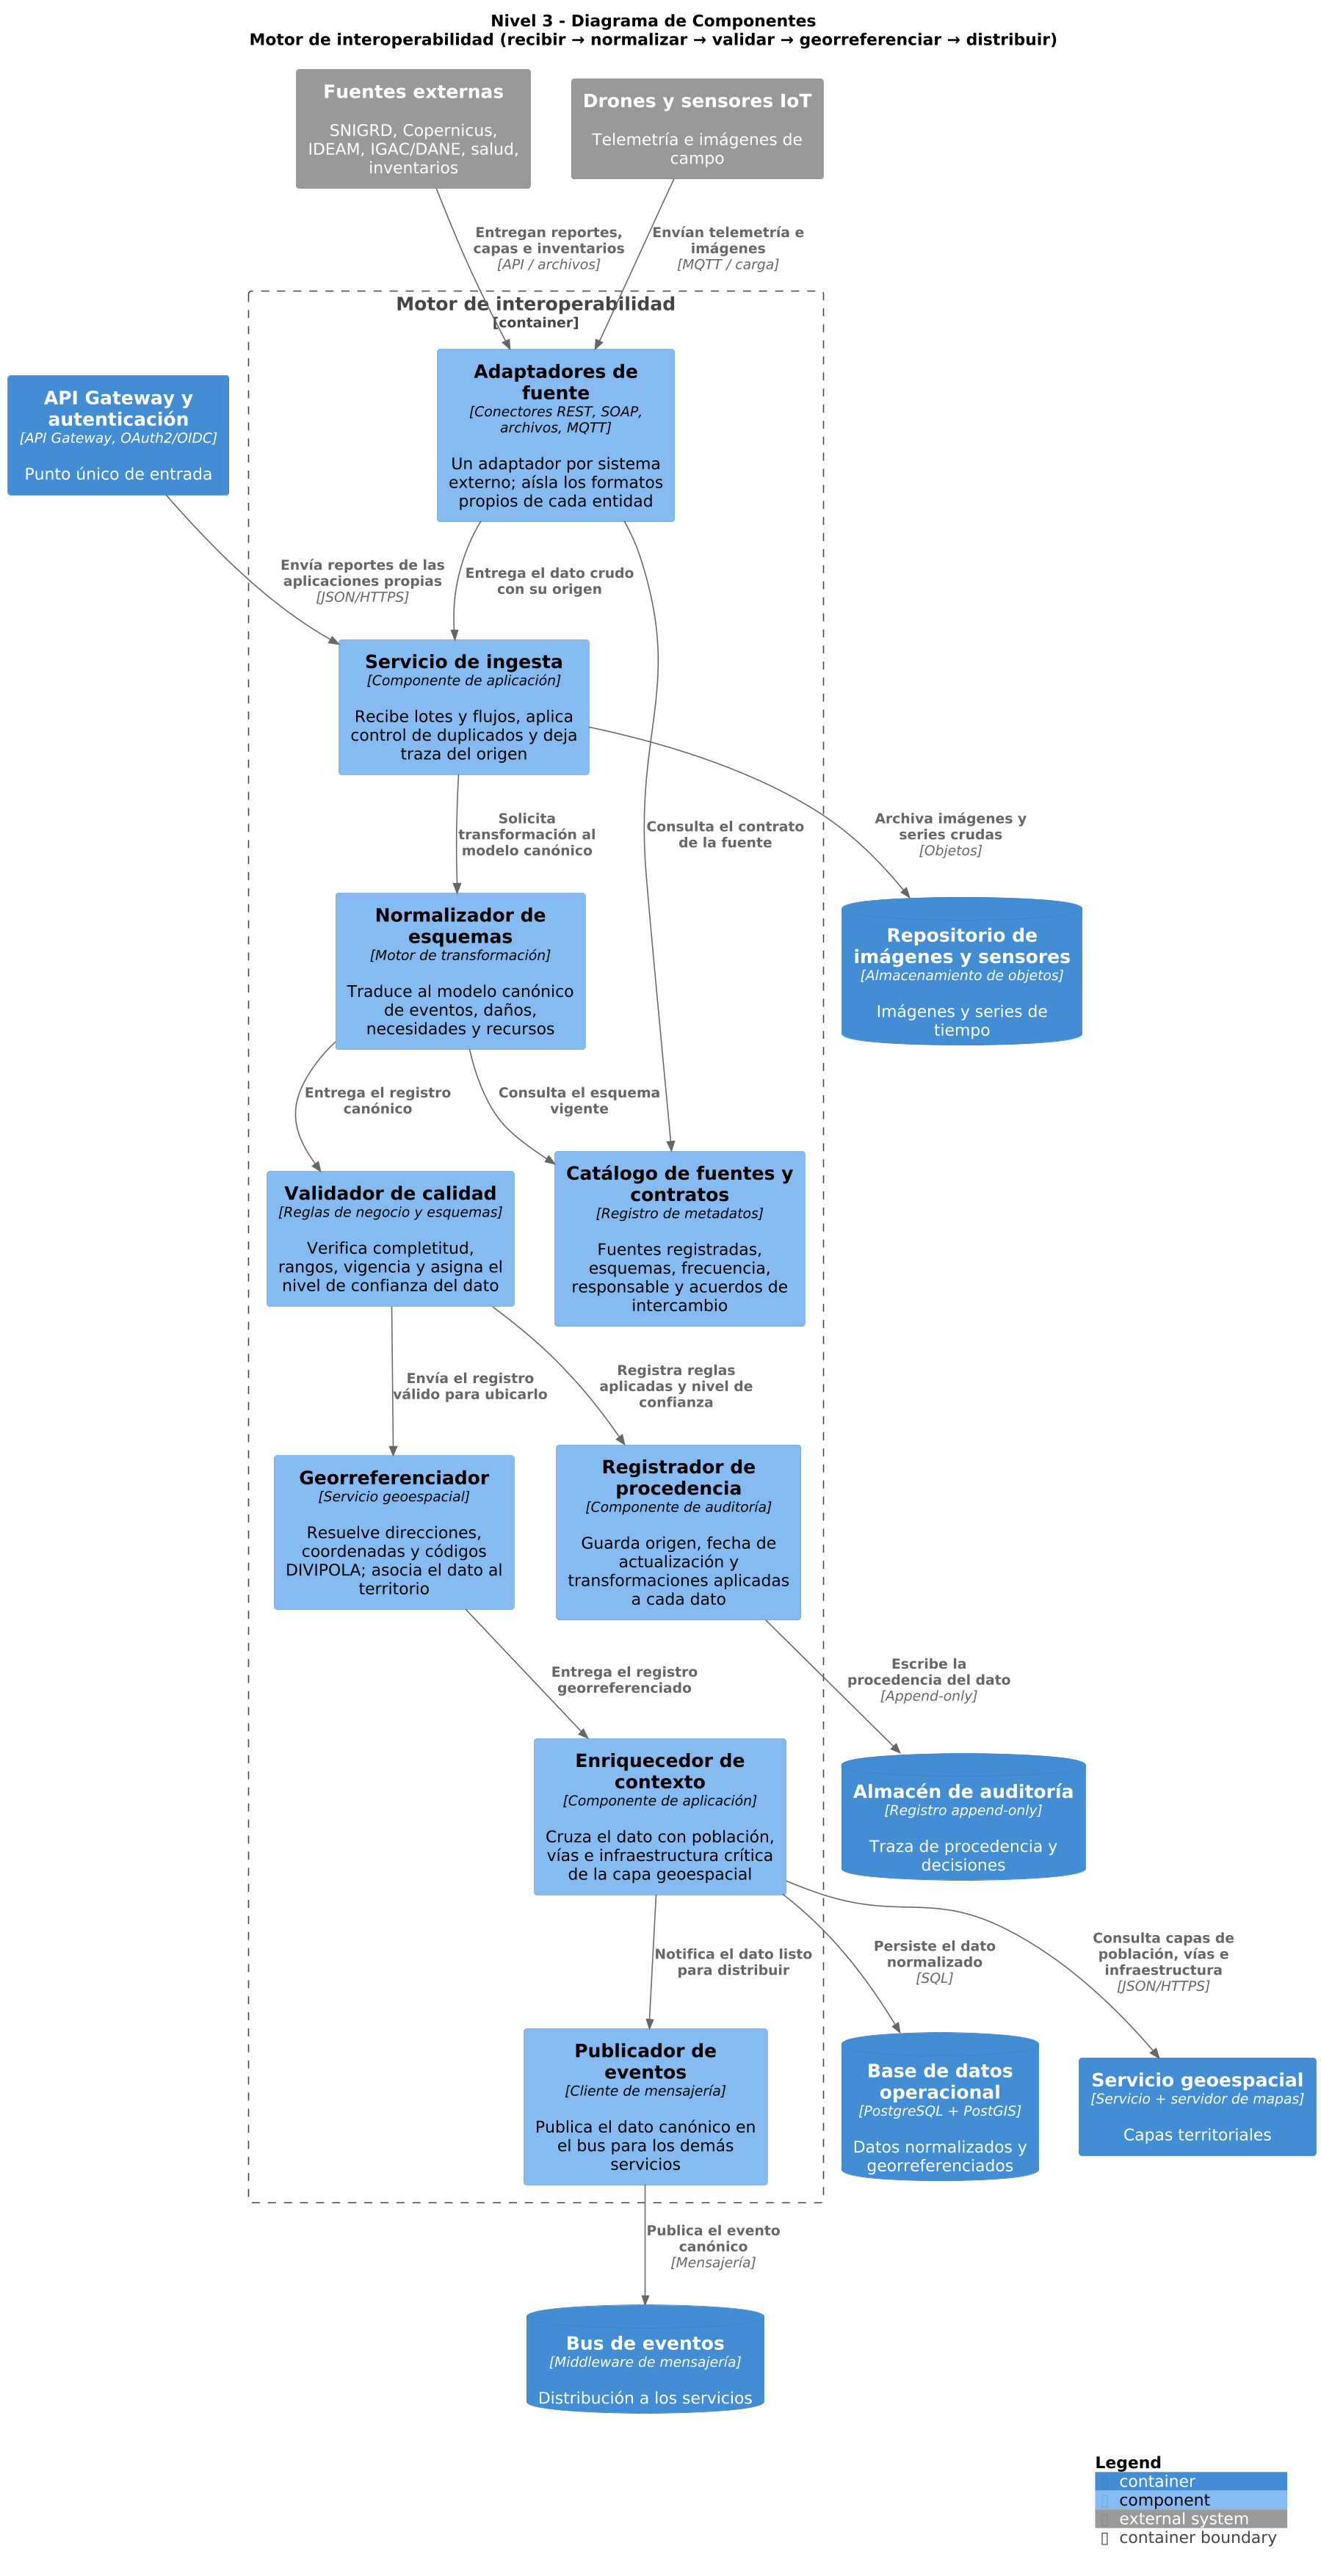 Nivel 3 - Diagrama de Componentes
Motor de interoperabilidad (recibir → normalizar → validar → georreferenciar → distribuir)
Fuentes externas
SNIGRD, Copernicus,
IDEAM, IGAC/DANE, salud,
inventarios
Drones y sensores IoT
Telemetría e imágenes de
campo
Entregan reportes,
capas e inventarios
[API / archivos]
Envían telemetría e
imágenes
[MQTT / carga]
Motor de interoperabilidad
[container]
API Gateway y
autenticación
[API Gateway, OAuth2/OIDC]
Punto único de entrada
Adaptadores de
fuente
[Conectores REST, SOAP,
archivos, MQTT]
Un adaptador por sistema
externo; aísla los formatos
propios de cada entidad
Envía reportes de las
aplicaciones propias
[JSON/HTTPS]
Entrega el dato crudo
con su origen
Servicio de ingesta
[Componente de aplicación]
Recibe lotes y flujos, aplica
control de duplicados y deja
traza del origen
Solicita
transformación al
modelo canónico
Consulta el contrato
de la fuente
Archiva imágenes y
series crudas
[Objetos]
Normalizador de
esquemas
[Motor de transformación]
Traduce al modelo canónico
de eventos, daños,
necesidades y recursos
Repositorio de
imágenes y sensores
[Almacenamiento de objetos]
Imágenes y series de
tiempo
Entrega el registro
canónico
Consulta el esquema
vigente
Validador de calidad
[Reglas de negocio y esquemas]
Verifica completitud,
rangos, vigencia y asigna el
nivel de confianza del dato
Catálogo de fuentes y
contratos
[Registro de metadatos]
Fuentes registradas,
esquemas, frecuencia,
responsable y acuerdos de
intercambio
Envía el registro
válido para ubicarlo
Registra reglas
aplicadas y nivel de
confianza
Georreferenciador
[Servicio geoespacial]
Resuelve direcciones,
coordenadas y códigos
DIVIPOLA; asocia el dato al
territorio
Registrador de
procedencia
[Componente de auditoría]
Guarda origen, fecha de
actualización y
transformaciones aplicadas
a cada dato
Entrega el registro
georreferenciado
Escribe la
procedencia del dato
[Append-only]
Enriquecedor de
contexto
[Componente de aplicación]
Cruza el dato con población,
vías e infraestructura crítica
de la capa geoespacial
Almacén de auditoría
[Registro append-only]
Traza de procedencia y
decisiones
Notifica el dato listo
para distribuir
Persiste el dato
normalizado
[SQL]
Consulta capas de
población, vías e
infraestructura
[JSON/HTTPS]
Publicador de
eventos
[Cliente de mensajería]
Publica el dato canónico en
el bus para los demás
servicios
Base de datos
operacional
[PostgreSQL + PostGIS]
Datos normalizados y
georreferenciados
Servicio geoespacial
[Servicio + servidor de mapas]
Capas territoriales
Publica el evento
canónico
[Mensajería]
Bus de eventos
[Middleware de mensajería]
Distribución a los servicios
Legend
container
component
external system
container boundary